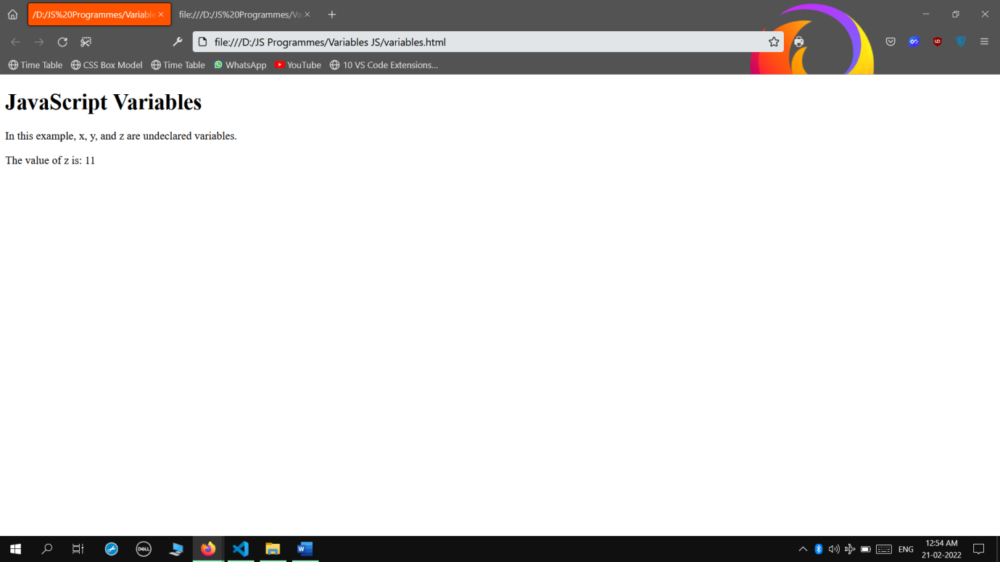 /D:/JS%20Programmes/Variable
file:///D:/JS%20Programmes/Va
file:///D:/JS Programmes/Variables JS/variables.html
Time Table
CSS Box Model
Time Table
WhatsApp
YouTube
10 VS Code Extensions...
JavaScript Variables
In this example, x, y, and z are undeclared variables.
The value of z is: 11
DELL
ENG
12:54 AM
21-02-2022